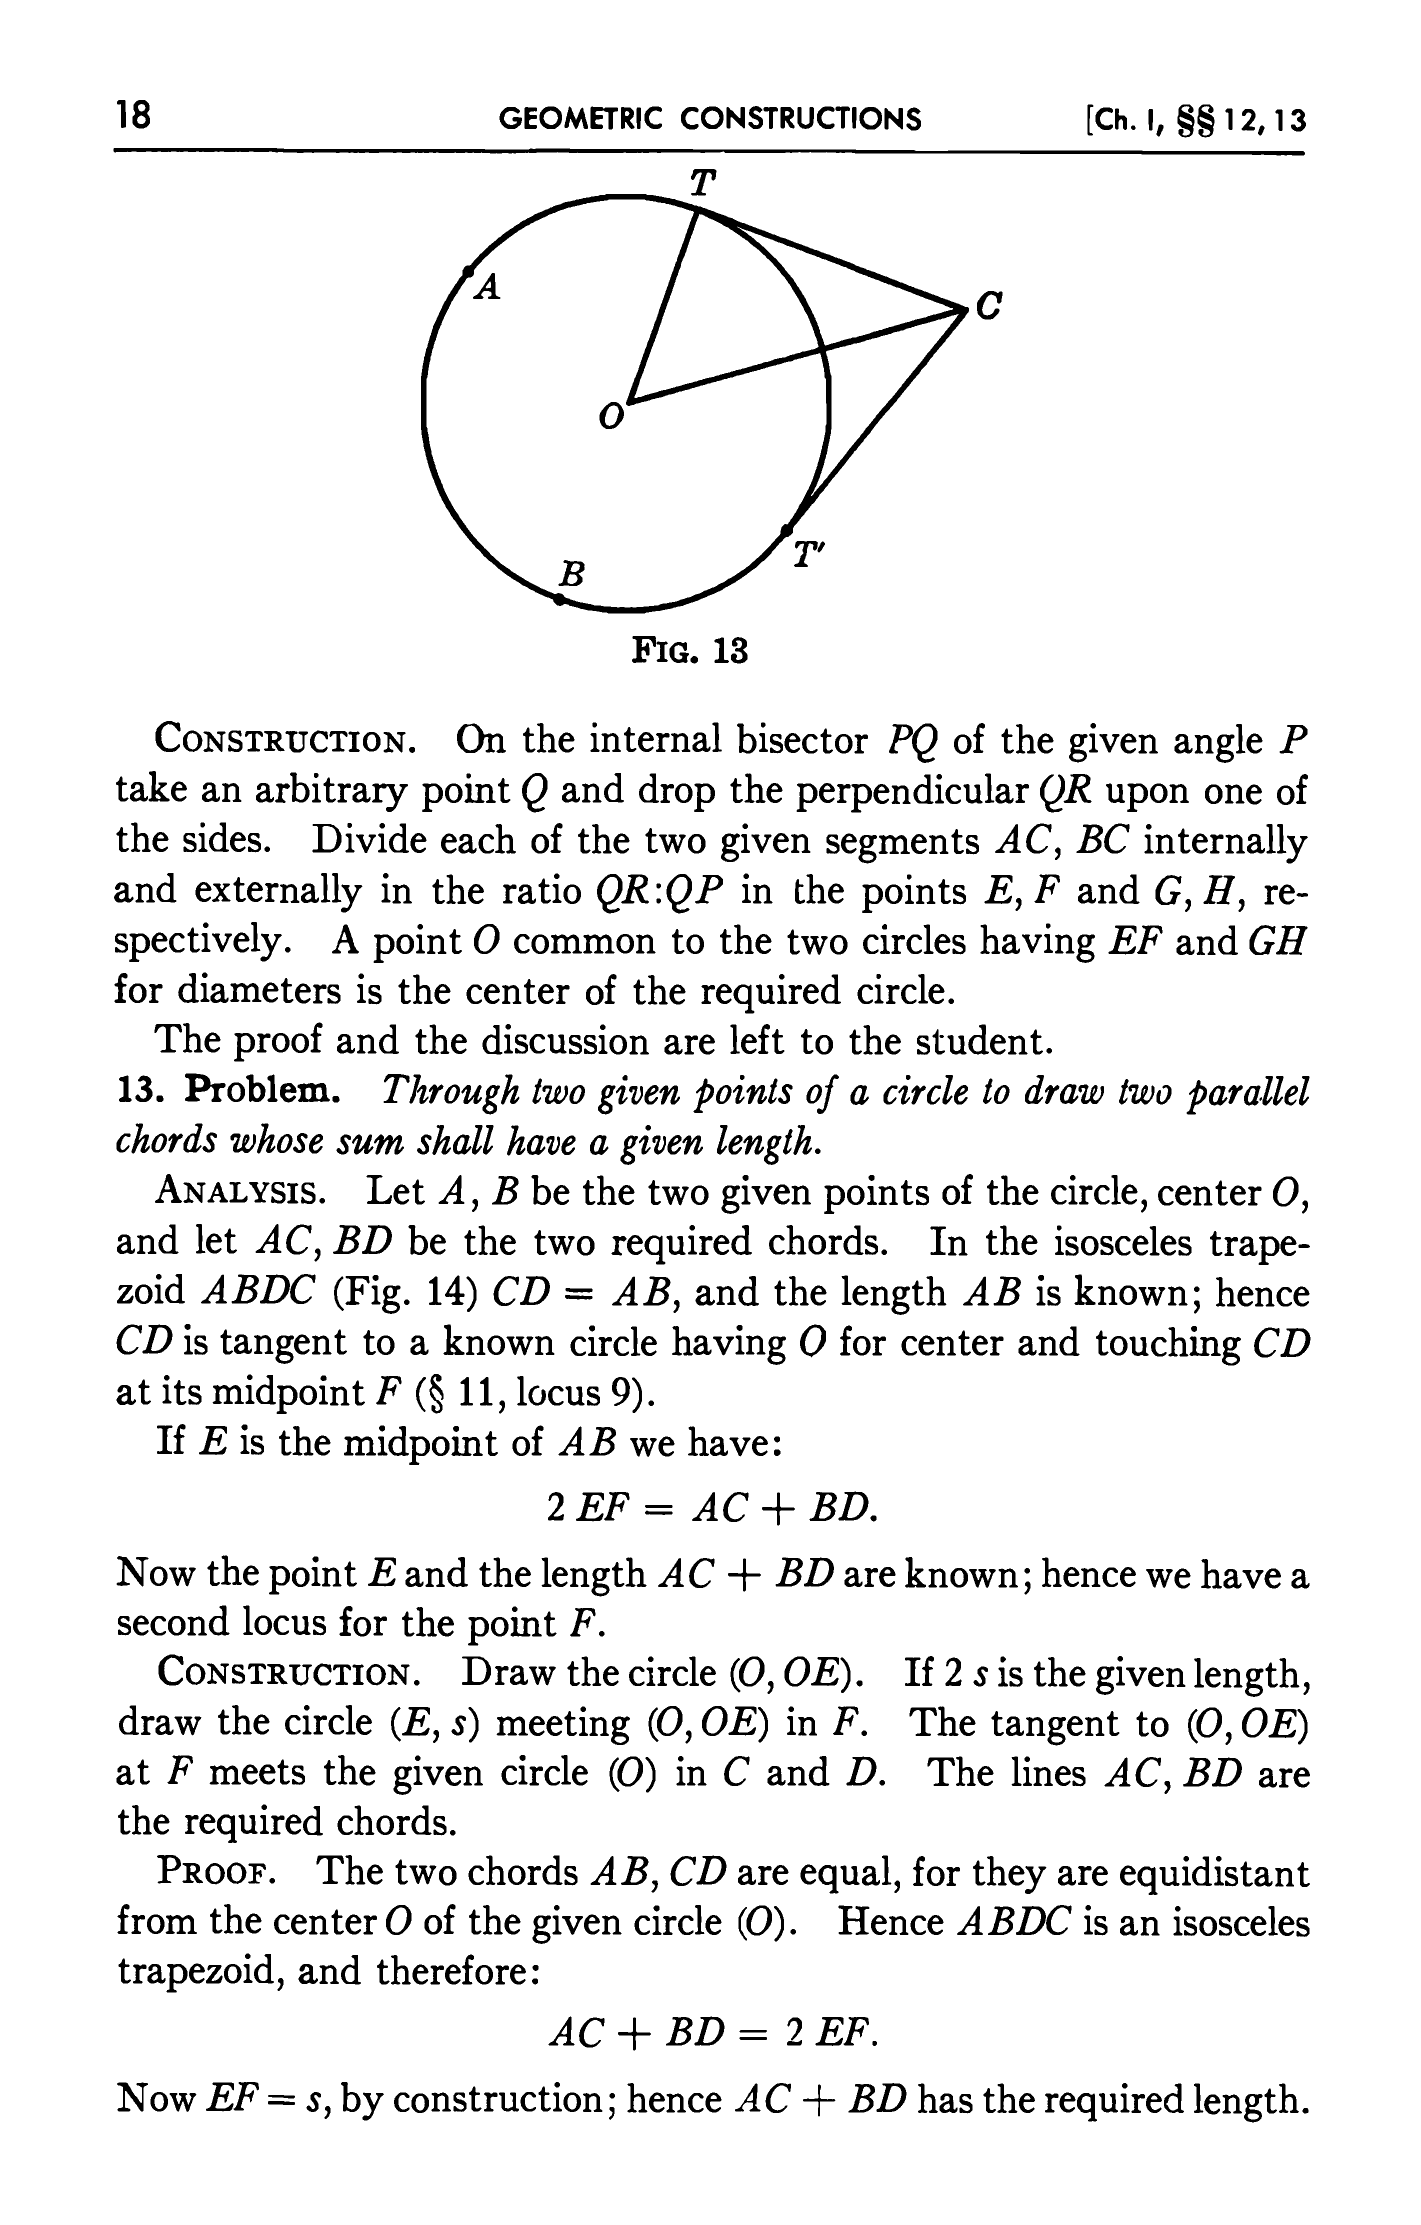 18 GEOMETRIC CONSTRUCTIONS [Ch. I, §§ 12, 13
T
A
C
O
B
T′
FIG. 13
CONSTRUCTION. On the internal bisector PQ of the given angle P
take an arbitrary point Q and drop the perpendicular QR upon one of
the sides. Divide each of the two given segments AC, BC internally
and externally in the ratio QR:QP in the points E, F and G, H, re-
spectively. A point O common to the two circles having EF and GH
for diameters is the center of the required circle.
The proof and the discussion are left to the student.
13. Problem. Through two given points of a circle to draw two parallel
chords whose sum shall have a given length.
ANALYSIS. Let A, B be the two given points of the circle, center O,
and let AC, BD be the two required chords. In the isosceles trape-
zoid ABDC (Fig. 14) CD = AB, and the length AB is known; hence
CD is tangent to a known circle having O for center and touching CD
at its midpoint F (§ 11, locus 9).
If E is the midpoint of AB we have:
2 EF = AC + BD.
Now the point E and the length AC + BD are known; hence we have a
second locus for the point F.
CONSTRUCTION. Draw the circle (O, OE). If 2 s is the given length,
draw the circle (E, s) meeting (O, OE) in F. The tangent to (O, OE)
at F meets the given circle (O) in C and D. The lines AC, BD are
the required chords.
PROOF. The two chords AB, CD are equal, for they are equidistant
from the center O of the given circle (O). Hence ABDC is an isosceles
trapezoid, and therefore:
AC + BD = 2 EF.
Now EF = s, by construction; hence AC + BD has the required length.